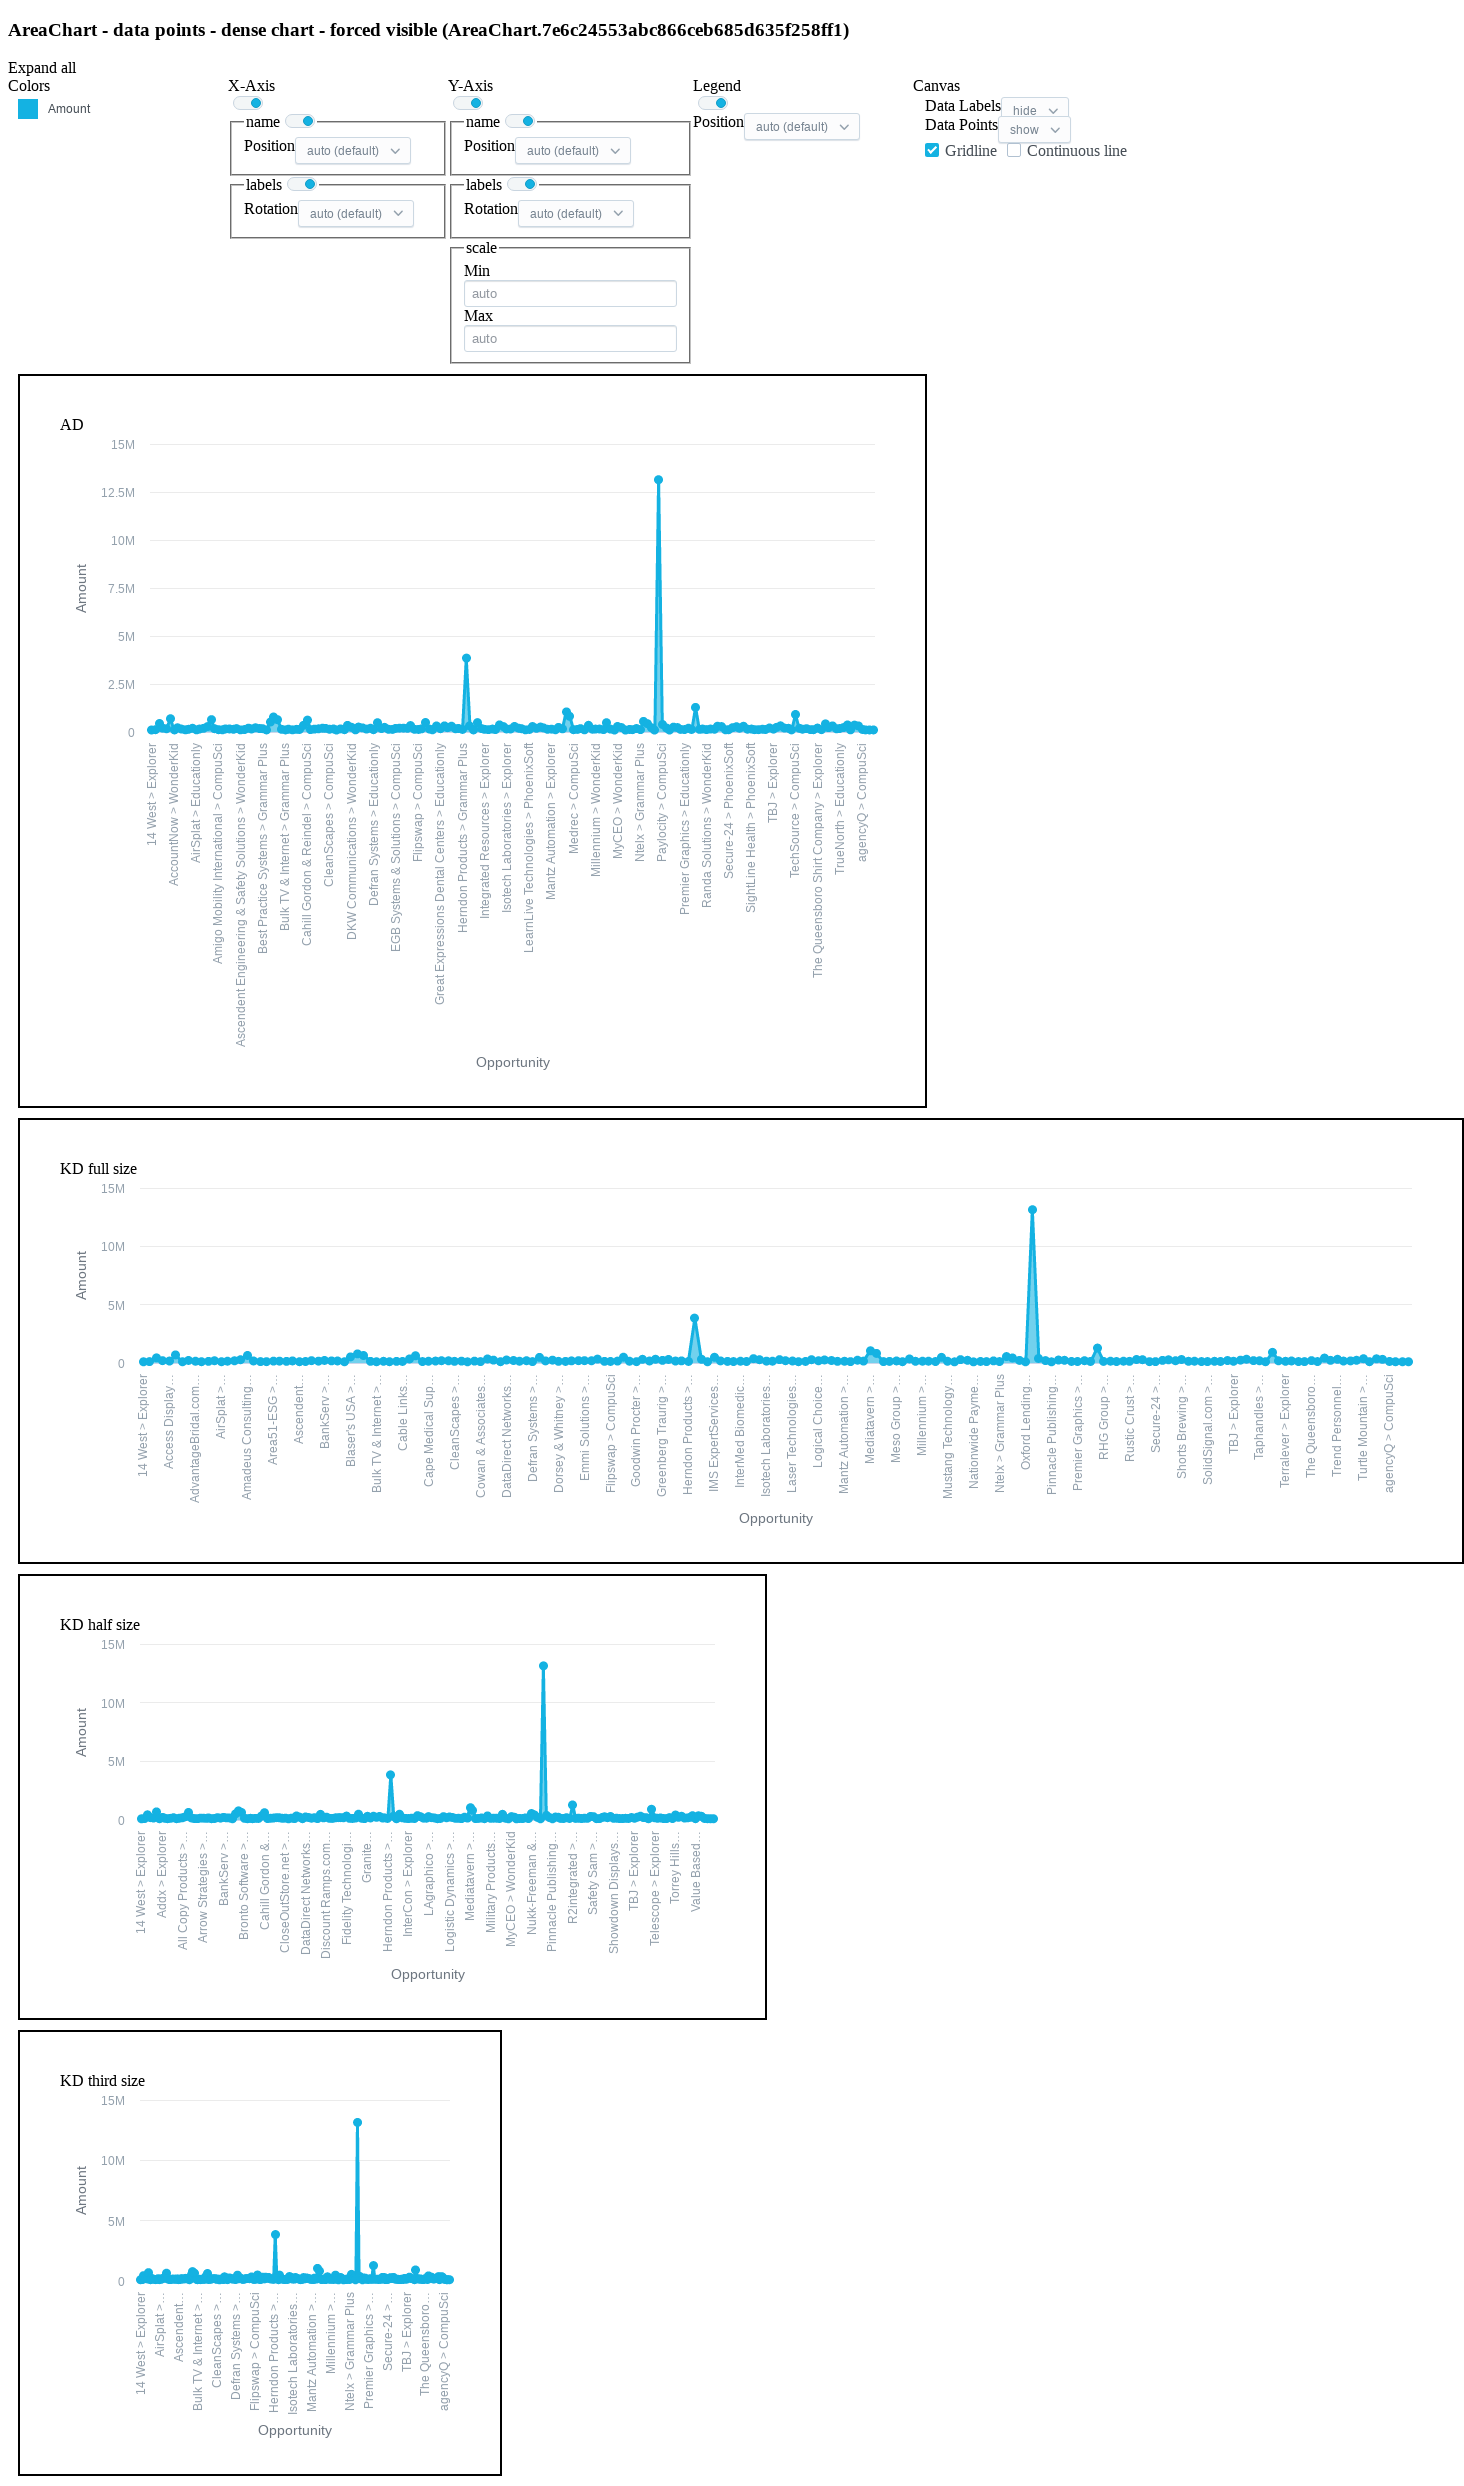 AreaChart - data points - dense chart - forced visible (AreaChart.7e6c24553abc866ceb685d635f258ff1)
Expand all
Colors
Amount
X-Axis
name
Position auto (default)
labels
Rotation auto (default)
Y-Axis
name
Position auto (default)
labels
Rotation auto (default)
scale
Min
auto
Max
auto
Legend
Position auto (default)
Canvas
Data Labels hide
Data Points show
Gridline Continuous line
AD
15M
12.5M
10M
7.5M
5M
2.5M
0
Amount
14 West > Explorer
AccountNow > WonderKid
AirSplat > Educationly
Amigo Mobility International > CompuSci
Ascendent Engineering & Safety Solutions > WonderKid
Best Practice Systems > Grammar Plus
Bulk TV & Internet > Grammar Plus
Cahill Gordon & Reindel > CompuSci
CleanScapes > CompuSci
DKW Communications > WonderKid
Defran Systems > Educationly
EGB Systems & Solutions > CompuSci
Flipswap > CompuSci
Great Expressions Dental Centers > Educationly
Herndon Products > Grammar Plus
Integrated Resources > Explorer
Isotech Laboratories > Explorer
LearnLive Technologies > PhoenixSoft
Mantz Automation > Explorer
Medrec > CompuSci
Millennium > WonderKid
MyCEO > WonderKid
Ntelx > Grammar Plus
Paylocity > CompuSci
Premier Graphics > Educationly
Randa Solutions > WonderKid
Secure-24 > PhoenixSoft
SightLine Health > PhoenixSoft
TBJ > Explorer
TechSource > CompuSci
The Queensboro Shirt Company > Explorer
TrueNorth > Educationly
agencyQ > CompuSci
Opportunity
KD full size
15M
10M
5M
0
Amount
14 West > Explorer
Access Display…
AdvantageBridal.com…
AirSplat >…
Amadeus Consulting
Area51-ESG >…
Ascendent…
BankServ >…
Blaser's USA >…
Bulk TV & Internet >
Cable Links
Cape Medical Sup…
CleanScapes >
Cowan & Associates…
DataDirect Networks…
Defran Systems >…
Dorsey & Whitney >
Emmi Solutions >…
Flipswap > CompuSci
Goodwin Procter >
Greenberg Traurig >…
Herndon Products >…
IMS ExpertServices…
InterMed Biomedic…
Isotech Laboratories…
Laser Technologies…
Logical Choice…
Mantz Automation >
Mediatavern >…
Meso Group >…
Millennium >…
Mustang Technology…
Nationwide Payme…
Ntelx > Grammar Plus
Oxford Lending…
Pinnacle Publishing…
Premier Graphics >…
RHG Group >…
Rustic Crust >…
Secure-24 >…
Shorts Brewing >…
SolidSignal.com >…
TBJ > Explorer
Taphandles >…
Terralever > Explorer
The Queensboro…
Trend Personnel…
Turtle Mountain >…
agencyQ > CompuSci
Opportunity
KD half size
15M
10M
5M
0
Amount
14 West > Explorer
Addx > Explorer
All Copy Products >…
Arrow Strategies >…
BankServ >…
Bronto Software >…
Cahill Gordon &…
CloseOutStore.net >…
DataDirect Networks…
Discount Ramps.com…
Fidelity Technologi…
Granite…
Herndon Products >…
InterCon > Explorer
LAgraphico >…
Logistic Dynamics >…
Mediatavern >…
Military Products…
MyCEO > WonderKid
Nukk-Freeman &…
Pinnacle Publishing…
R2integrated >…
Safety Sam >…
Showdown Displays…
TBJ > Explorer
Telescope > Explorer
Torrey Hills…
Value Based…
Opportunity
KD third size
15M
10M
5M
0
Amount
14 West > Explorer
AirSplat >…
Ascendent…
Bulk TV & Internet >…
CleanScapes >…
Defran Systems >…
Flipswap > CompuSci
Herndon Products >…
Isotech Laboratories…
Mantz Automation >…
Millennium >…
Ntelx > Grammar Plus
Premier Graphics >…
Secure-24 >…
TBJ > Explorer
The Queensboro…
agencyQ > CompuSci
Opportunity